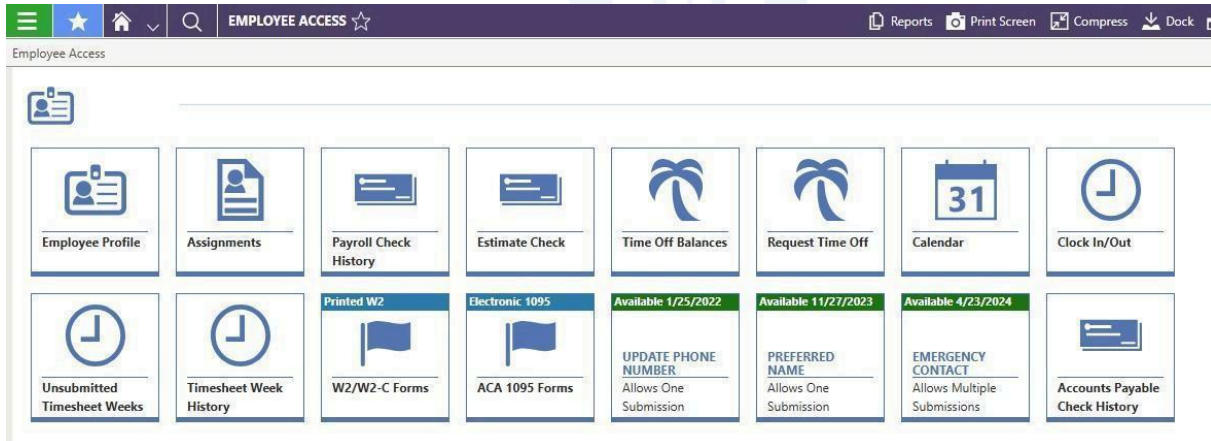 EMPLOYEE ACCESS
Reports
Print Screen
Compress
Dock
Employee Access
Employee Profile
Assignments
Payroll Check
History
Estimate Check
Time Off Balances
Request Time Off
31
Calendar
Clock In/Out
Unsubmitted
Timesheet Weeks
Timesheet Week
History
Printed W2
W2/W2-C Forms
Electronic 1095
ACA 1095 Forms
Available 1/25/2022
UPDATE PHONE
NUMBER
Allows One
Submission
Available 11/27/2023
PREFERRED
NAME
Allows One
Submission
Available 4/23/2024
EMERGENCY
CONTACT
Allows Multiple
Submissions
Accounts Payable
Check History